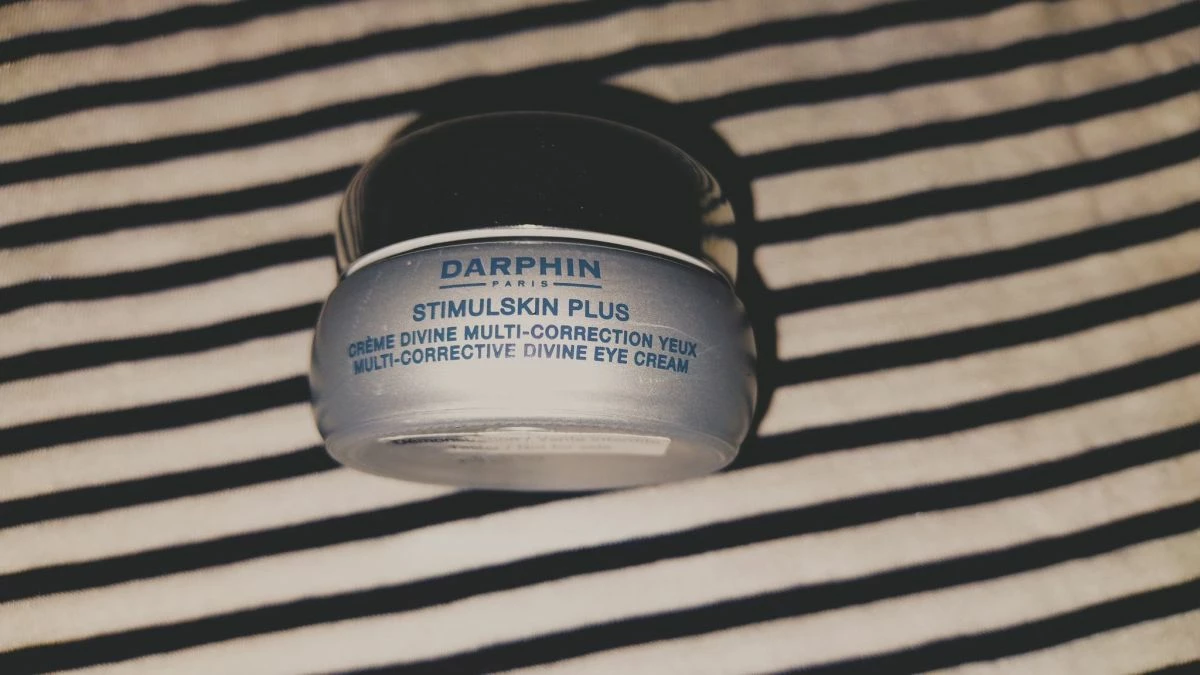 DARPHIN
PARIS
STIMULSKIN PLUS
CRÈME DIVINE MULTI-CORRECTION YEUX
MULTI-CORRECTIVE DIVINE EYE CREAM